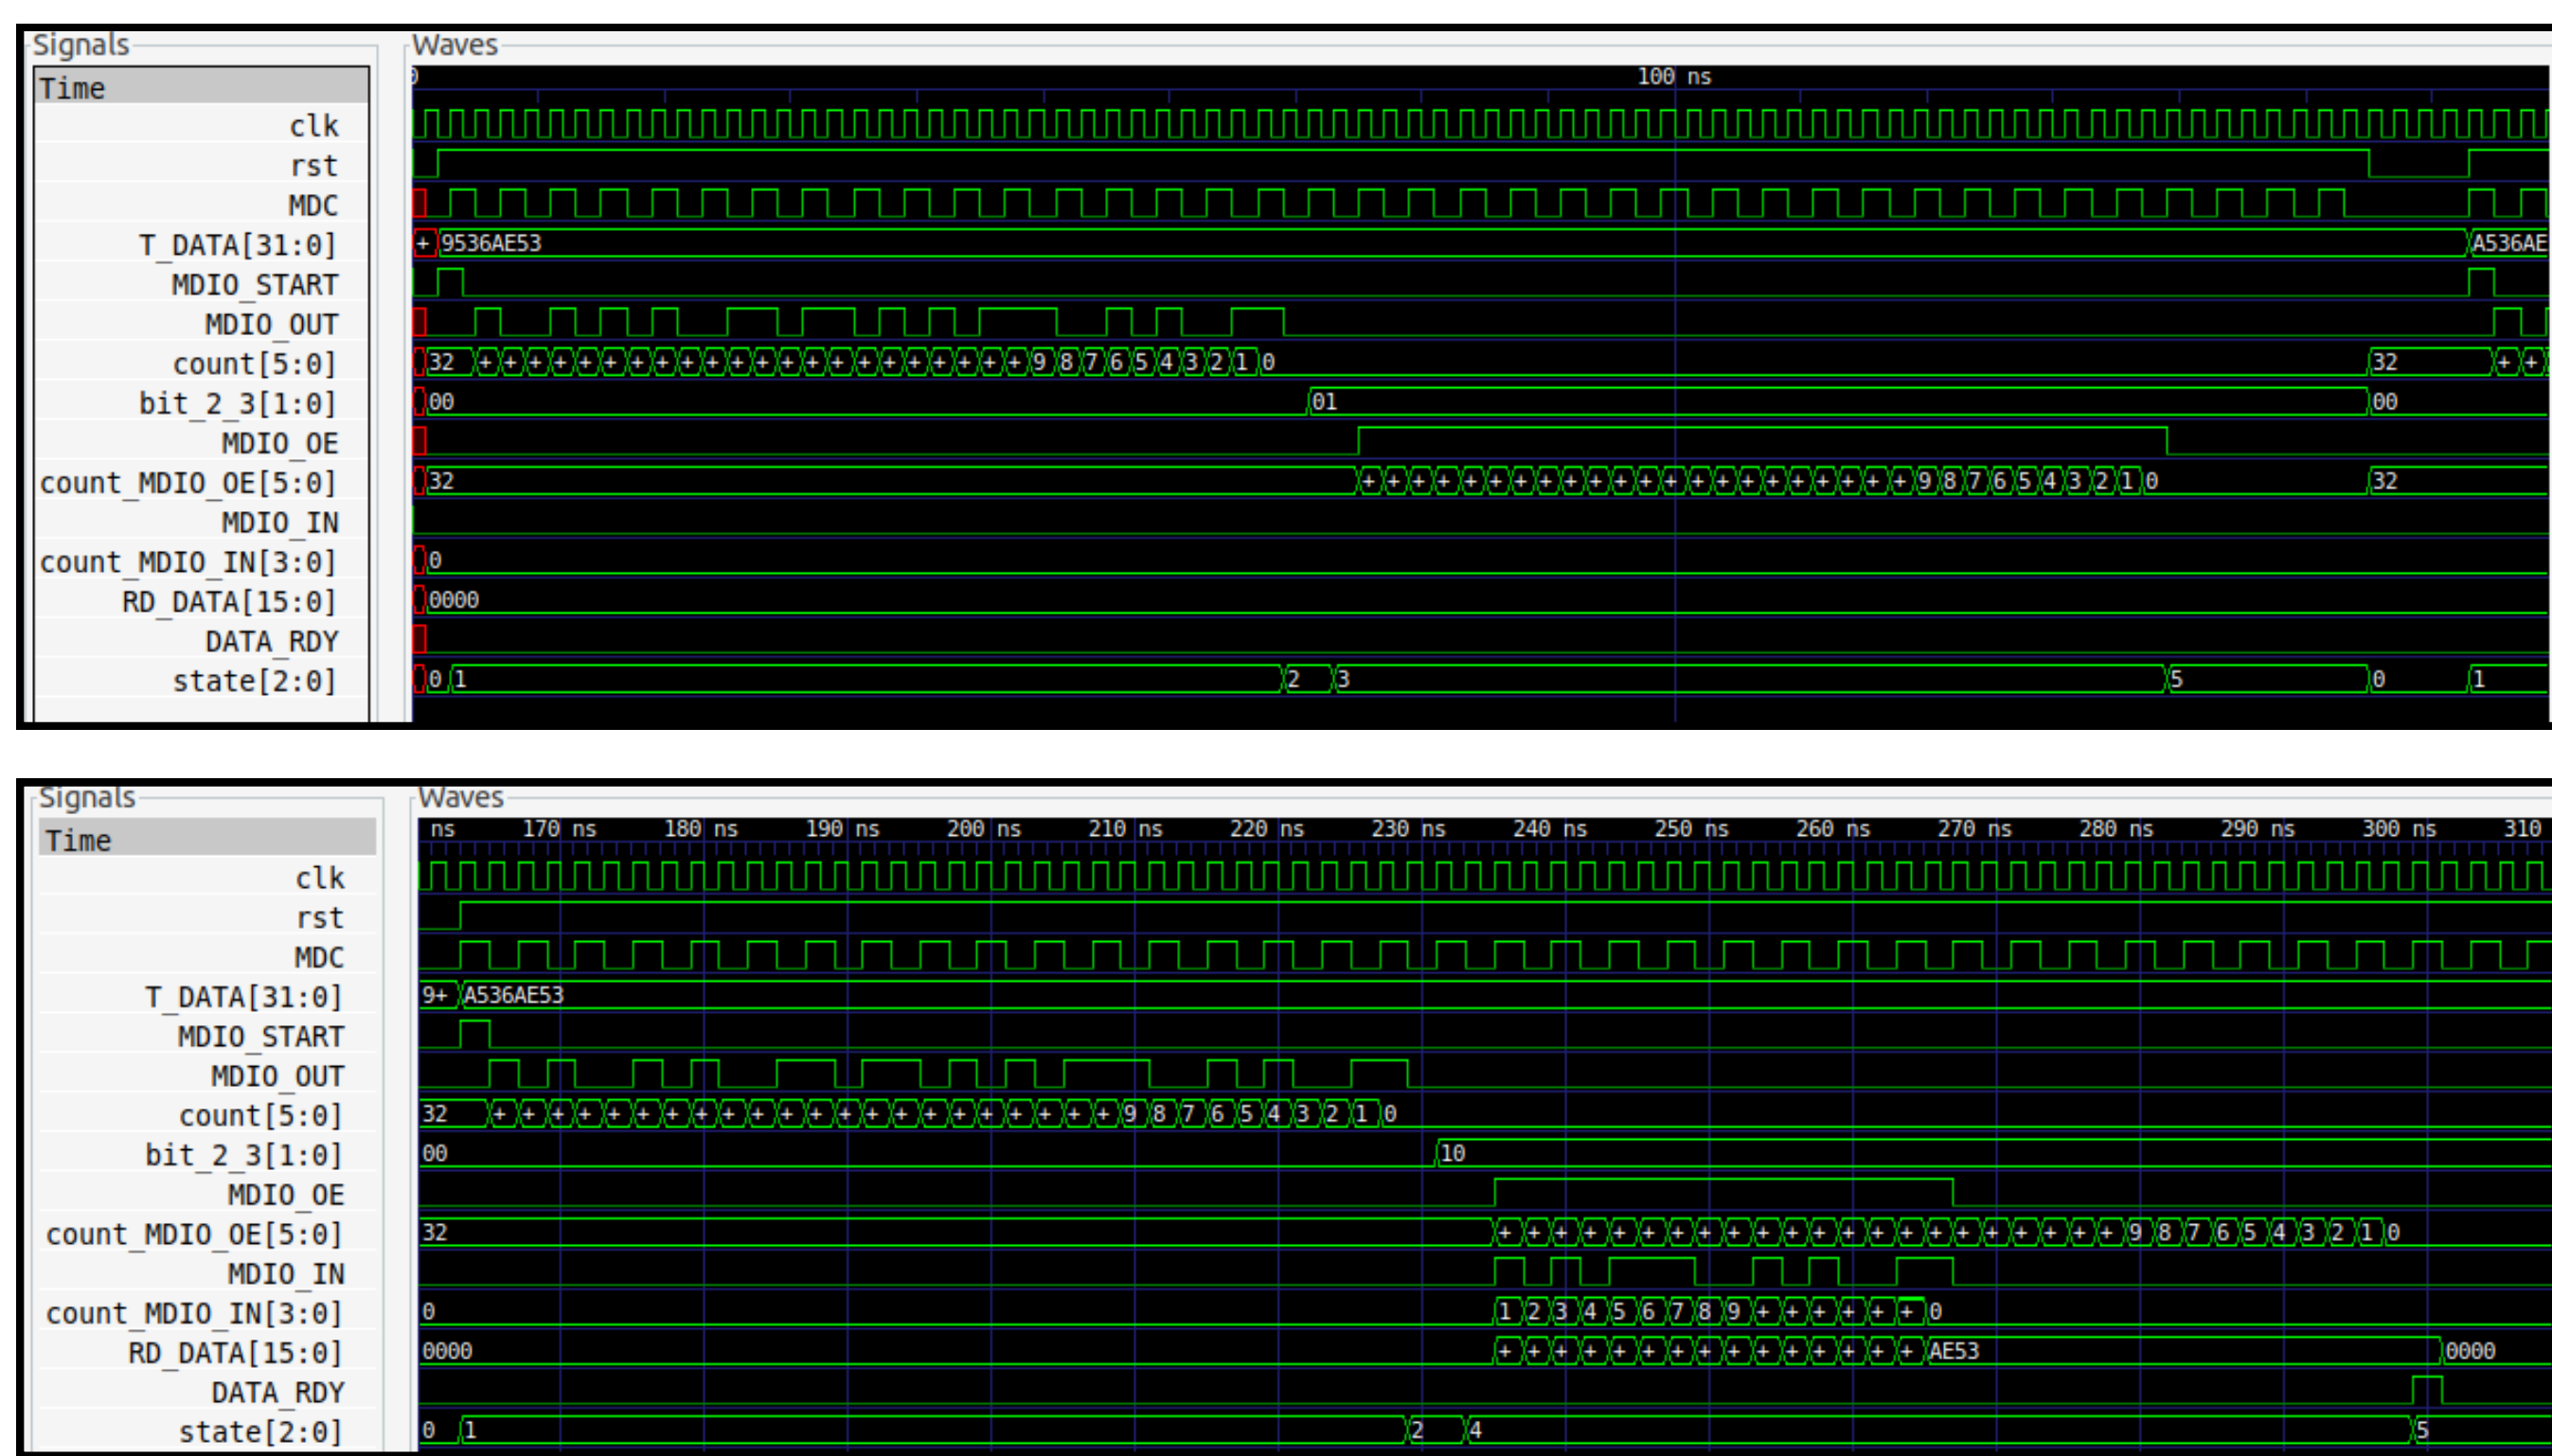 Signals Waves
Time 0 100 ns
clk
rst
MDC
T_DATA[31:0] + 9536AE53 A536AE
MDIO_START
MDIO_OUT
count[5:0] 32 + + + + + + + + + + + + + + + + + + + + + + 9 8 7 6 5 4 3 2 1 0 32 + +
bit_2_3[1:0] 00 01 00
MDIO_OE
count_MDIO_OE[5:0] 32 + + + + + + + + + + + + + + + + + + + + + + 9 8 7 6 5 4 3 2 1 0 32
MDIO_IN
count_MDIO_IN[3:0] 0
RD_DATA[15:0] 0000
DATA_RDY
state[2:0] 0 1 2 3 5 0 1
Signals Waves
Time ns 170 ns 180 ns 190 ns 200 ns 210 ns 220 ns 230 ns 240 ns 250 ns 260 ns 270 ns 280 ns 290 ns 300 ns 310
clk
rst
MDC
T_DATA[31:0] 9+ A536AE53
MDIO_START
MDIO_OUT
count[5:0] 32 + + + + + + + + + + + + + + + + + + + + + + 9 8 7 6 5 4 3 2 1 0
bit_2_3[1:0] 00 10
MDIO_OE
count_MDIO_OE[5:0] 32 + + + + + + + + + + + + + + + + + + + + + + 9 8 7 6 5 4 3 2 1 0
MDIO_IN
count_MDIO_IN[3:0] 0 1 2 3 4 5 6 7 8 9 + + + + + + 0
RD_DATA[15:0] 0000 + + + + + + + + + + + + + + + AE53 0000
DATA_RDY
state[2:0] 0 1 2 4 5